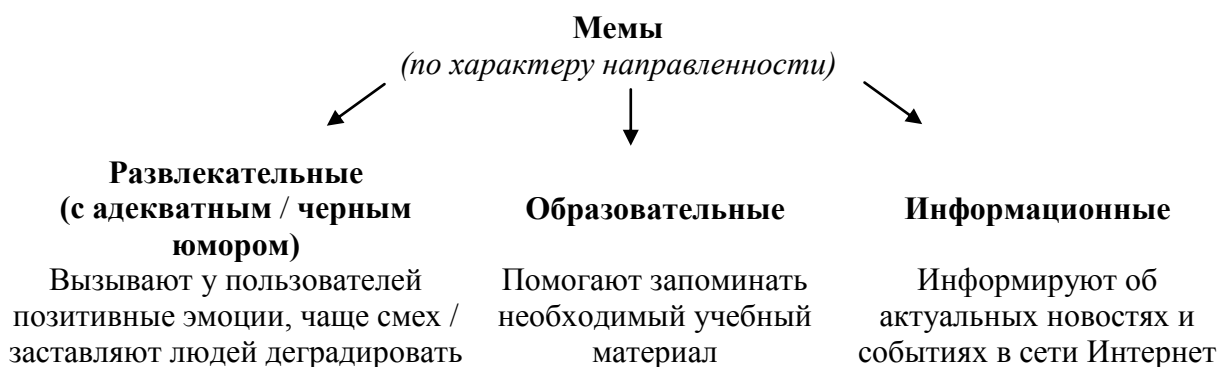 Мемы
(по характеру направленности)
Развлекательные
(с адекватным / черным
юмором)
Вызывают у пользователей
позитивные эмоции, чаще смех /
заставляют людей деградировать
Образовательные
Помогают запоминать
необходимый учебный
материал
Информационные
Информируют об
актуальных новостях и
событиях в сети Интернет